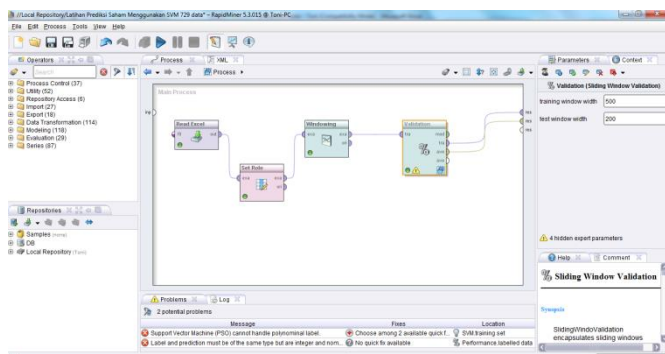 //Local Repository/Latihan Prediksi Saham Menggunakan SVM 729 data* – RapidMiner 5.3.015 @ Toni-PC
File Edit Process Tools View Help
Operators
Process
XML
Parameters
Context
Search
Process
Process Control (37)
Utility (52)
Repository Access (6)
Import (27)
Export (18)
Data Transformation (114)
Modeling (118)
Evaluation (29)
Series (87)
Main Process
Read Excel
Set Role
Windowing
Validation
Validation (Sliding Window Validation)
training window width 500
test window width 200
4 hidden expert parameters
Repositories
Samples (none)
DB
Local Repository (Toni)
Help
Comment
Sliding Window Validation
Synopsis
SlidingWindoValidation
encapsulates sliding windows
Problems
Log
2 potential problems
Message Fixes Location
Support Vector Machine (PSO) cannot handle polynominal label. Choose among 2 available quick f... SVM.training set
Label and prediction must be of the same type but are integer and nom... No quick fix available Performance.labelled data